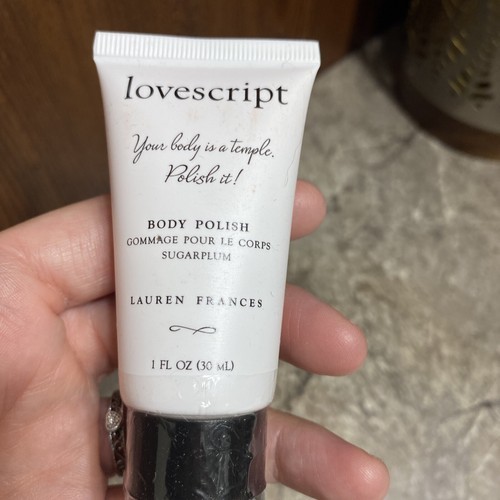 lovescript
Your body is a temple.
Polish it!
BODY POLISH
GOMMAGE POUR LE CORPS
SUGARPLUM
LAUREN FRANCES
1 FL OZ (30 mL)